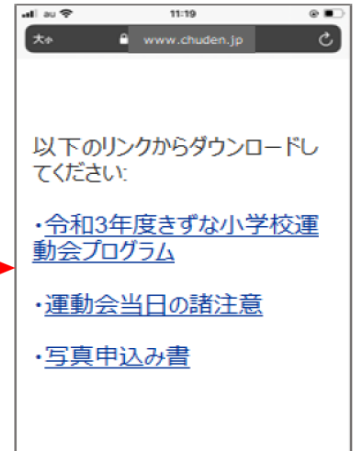 au
11:19
大小
www.chuden.jp
以下のリンクからダウンロードし
てください:
・令和3年度きずな小学校運
動会プログラム
・運動会当日の諸注意
・写真申込み書